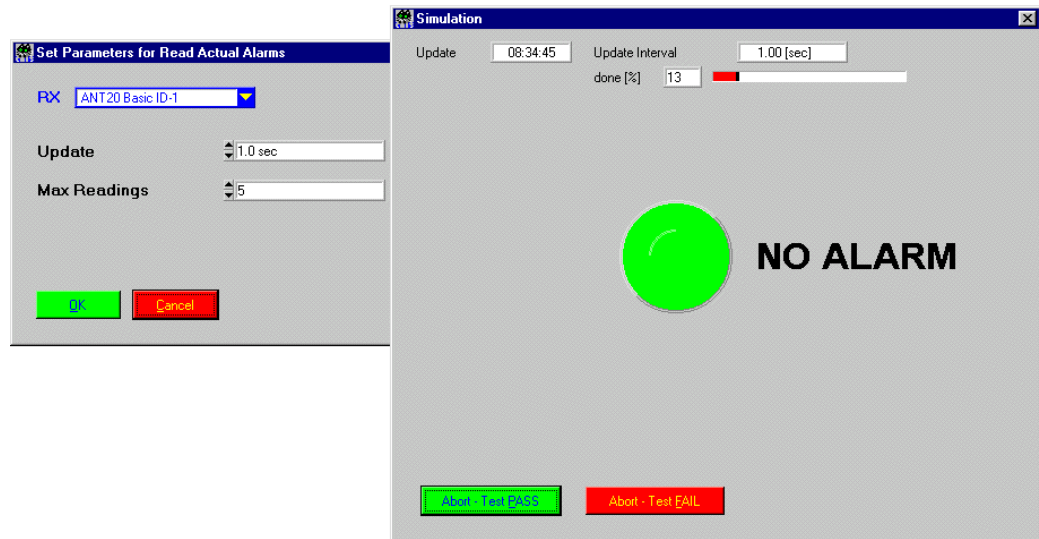 Set Parameters for Read Actual Alarms
RX ANT20 Basic ID-1
Update 1.0 sec
Max Readings 5
OK Cancel
Simulation
Update 08:34:45 Update Interval 1.00 [sec]
done [%] 13
NO ALARM
Abort - Test PASS Abort - Test FAIL